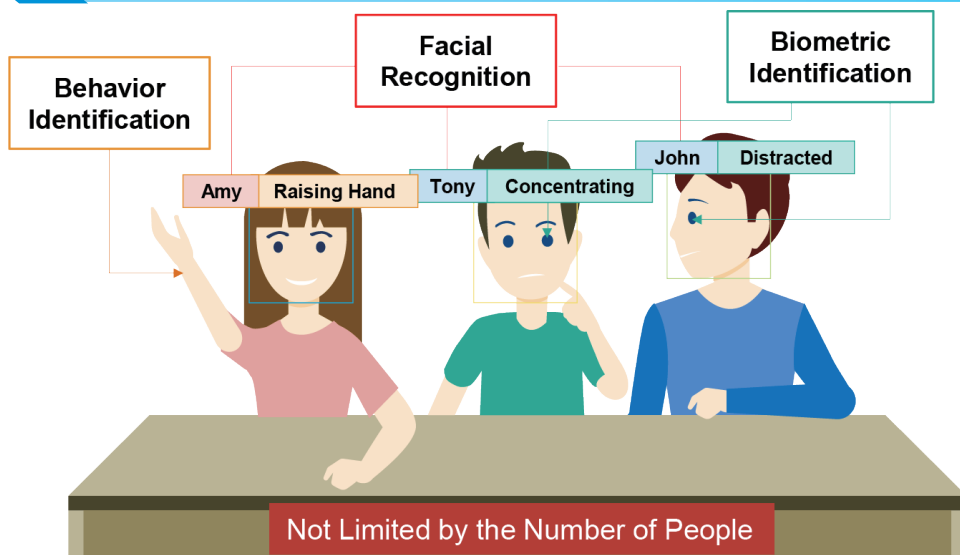 Behavior
Identification
Facial
Recognition
Biometric
Identification
Amy
Raising Hand
Tony
Concentrating
John
Distracted
Not Limited by the Number of People